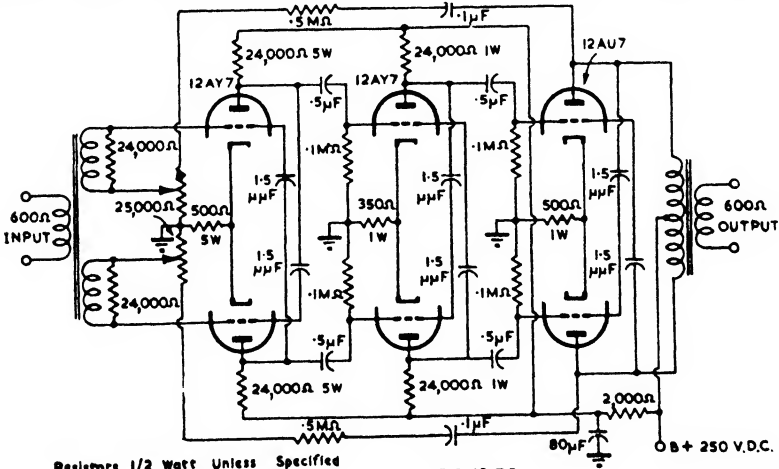 .5MΩ
.1μF
24,000Ω 5W
24,000Ω 1W
12AU7
12AY7
12AY7
.5μF
.5μF
24,000Ω
.1MΩ
.1MΩ
1.5
μμF
1.5
μμF
1.5
μμF
600Ω
INPUT
25,000Ω
500Ω
5W
350Ω
1W
500Ω
1W
600Ω
OUTPUT
1.5
μμF
1.5
μμF
1.5
μμF
24,000Ω
.1MΩ
.1MΩ
.5μF
.5μF
24,000Ω 5W
24,000Ω 1W
2,000Ω
.5MΩ
.1μF
80μF
B+ 250 V.D.C.
Resistors 1/2 Watt Unless Specified